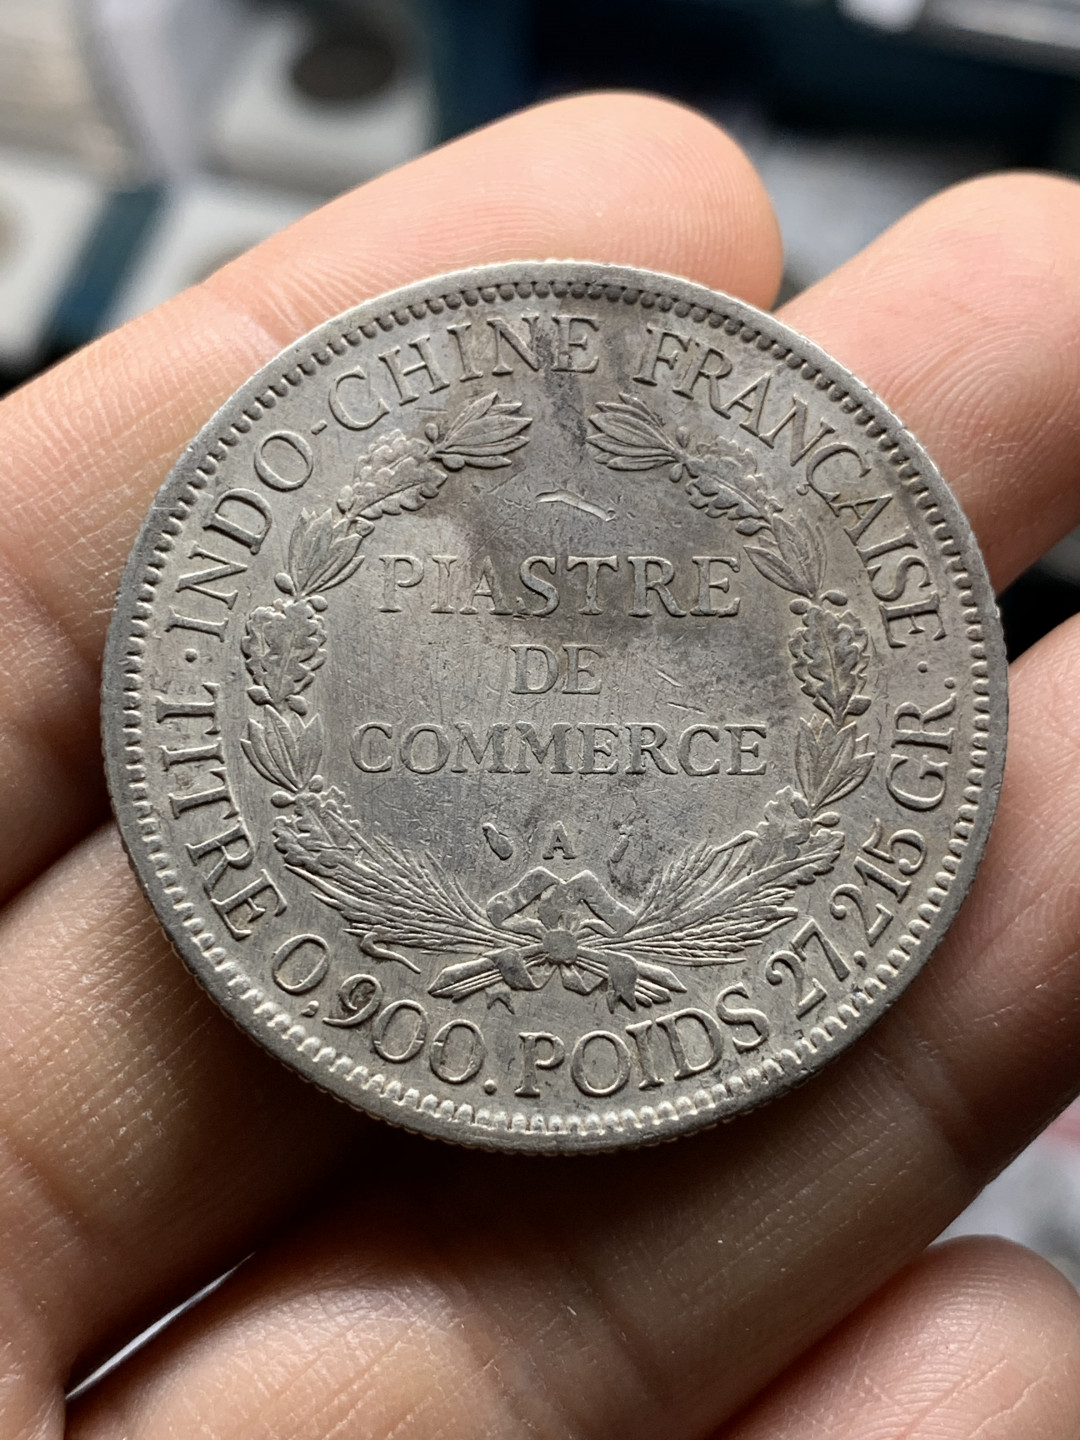 INDO-CHINE FRANÇAISE
PIASTRE
DE
COMMERCE
A
TITRE 0,900. POIDS 27,215 GR.